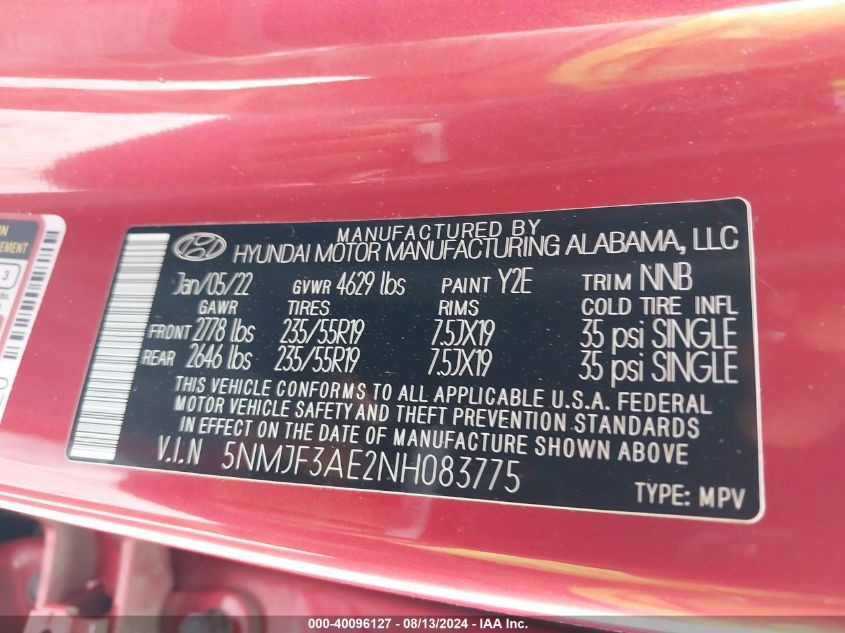 MANUFACTURED BY
HYUNDAI MOTOR MANUFACTURING ALABAMA, LLC
Jan/05/22 GVWR 4629 lbs PAINT Y2E TRIM NNB
GAWR TIRES RIMS COLD TIRE INFL
FRONT 2778 lbs 235/55R19 7.5JX19 35 psi SINGLE
REAR 2646 lbs 235/55R19 7.5JX19 35 psi SINGLE
THIS VEHICLE CONFORMS TO ALL APPLICABLE U.S.A. FEDERAL
MOTOR VEHICLE SAFETY AND THEFT PREVENTION STANDARDS
IN EFFECT ON THE DATE OF MANUFACTURE SHOWN ABOVE
V.I.N 5NMJF3AE2NH083775
TYPE: MPV
3
000-40096127 - 08/13/2024 - IAA Inc.